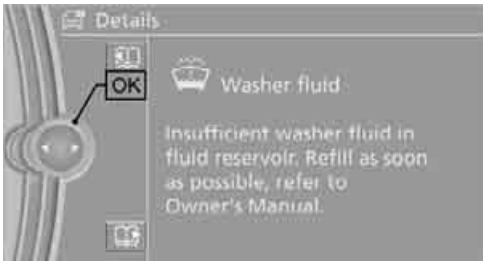 Details
OK
Washer fluid
Insufficient washer fluid in
fluid reservoir. Refill as soon
as possible, refer to
Owner's Manual.